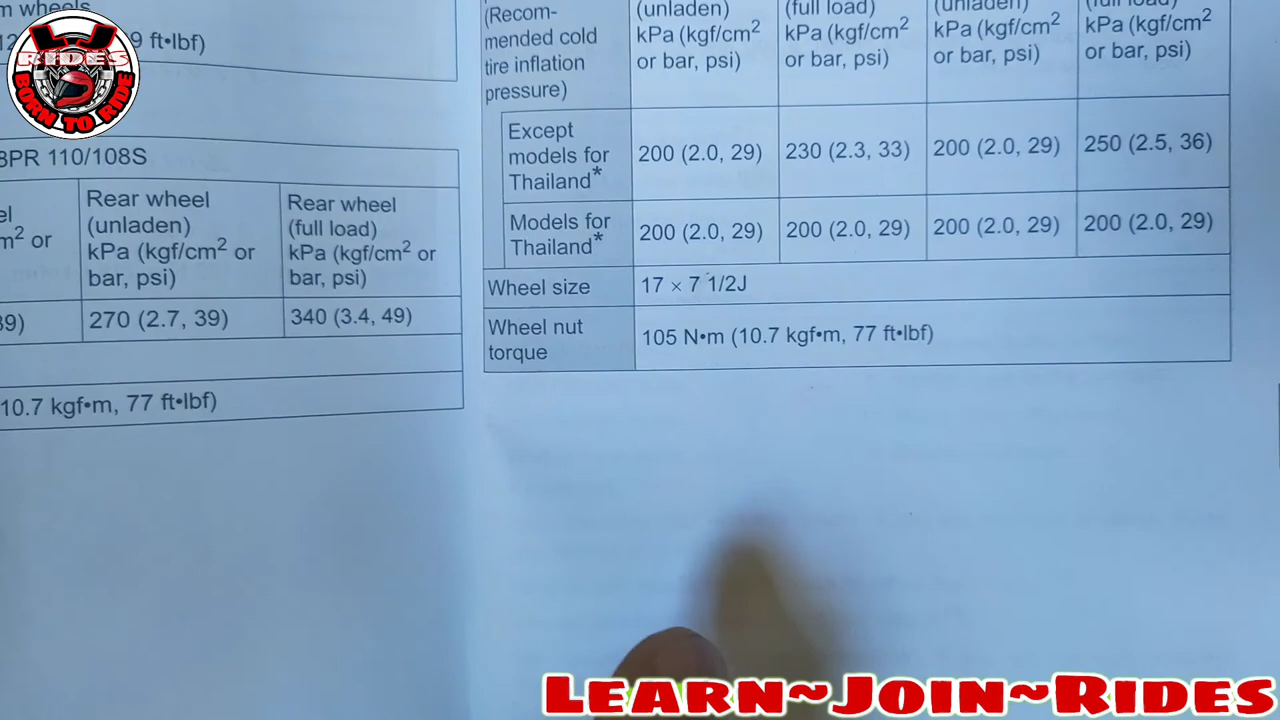 RIDES
BORN TO RIDE
m wheels
9 ft•lbf)
8PR 110/108S
Rear wheel
(unladen)
kPa (kgf/cm2 or
bar, psi)
Rear wheel
(full load)
kPa (kgf/cm2 or
bar, psi)
m2 or
39)
270 (2.7, 39)
340 (3.4, 49)
10.7 kgf•m, 77 ft•lbf)
(Recom-
mended cold
tire inflation
pressure)
(unladen)
kPa (kgf/cm2
or bar, psi)
(full load)
kPa (kgf/cm2
or bar, psi)
(unladen)
kPa (kgf/cm2
or bar, psi)
(full load)
kPa (kgf/cm2
or bar, psi)
Except
models for
Thailand*
200 (2.0, 29)
230 (2.3, 33)
200 (2.0, 29)
250 (2.5, 36)
Models for
Thailand*
200 (2.0, 29)
200 (2.0, 29)
200 (2.0, 29)
200 (2.0, 29)
Wheel size
17 × 7 1/2J
Wheel nut
torque
105 N•m (10.7 kgf•m, 77 ft•lbf)
LEARN~JOIN~RIDES